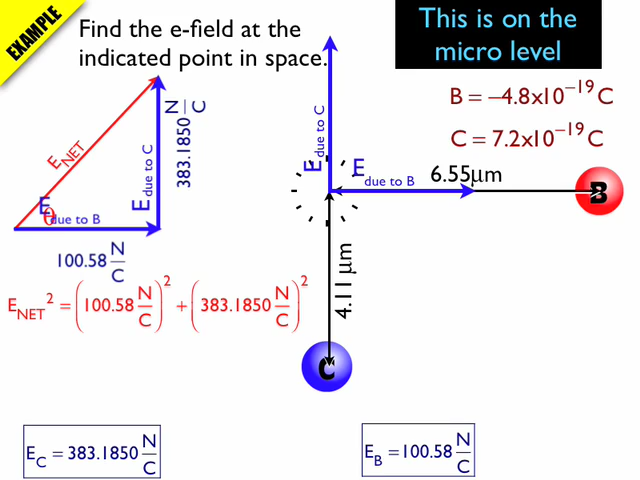 EXAMPLE
Find the e-field at the
indicated point in space.
This is on the
micro level
B = −4.8x10⁻¹⁹ C
C = 7.2x10⁻¹⁹ C
E_NET
E due to C
383.1850 N/C
E due to B
θ
100.58 N/C
E due to C
E due to B
6.55µm
B
4.11 µm
C
E_NET² = (100.58 N/C)² + (383.1850 N/C)²
E_C = 383.1850 N/C
E_B = 100.58 N/C